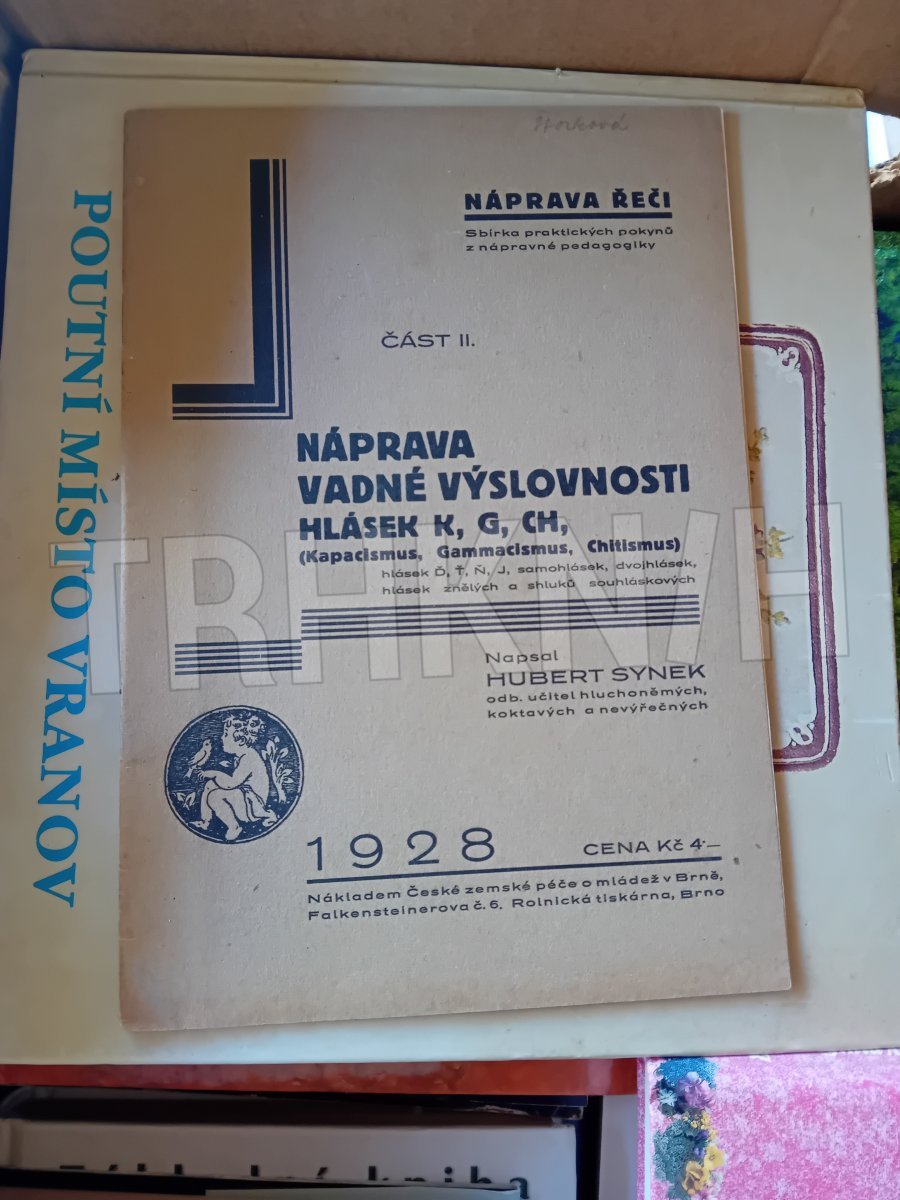 POUTNÍ MÍSTO VRANOV
NÁPRAVA ŘEČI
Sbírka praktických pokynů
z nápravné pedagogiky
ČÁST II.
NÁPRAVA
VADNÉ VÝSLOVNOSTI
HLÁSEK K, G, CH,
(Kapacismus, Gammacismus, Chitismus)
hlásek Ď, Ť, Ň, J, samohlásek, dvojhlásek,
hlásek znělých a shluků souhláskových
TRHKNIH
Napsal
HUBERT SYNEK
odb. učitel hluchoněmých,
koktavých a nevýřečných
1928
CENA Kč 4·—
Nákladem České zemské péče o mládež v Brně,
Falkensteinerova č. 6. Rolnická tiskárna, Brno
kniha